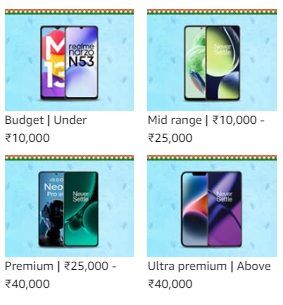 M
13
realme
narzo
N53
Never
Settle
Budget | Under
₹10,000
Mid range | ₹10,000 -
₹25,000
iQOO
Neo
Never
Settle
Never
Settle
Premium | ₹25,000 -
₹40,000
Ultra premium | Above
₹40,000